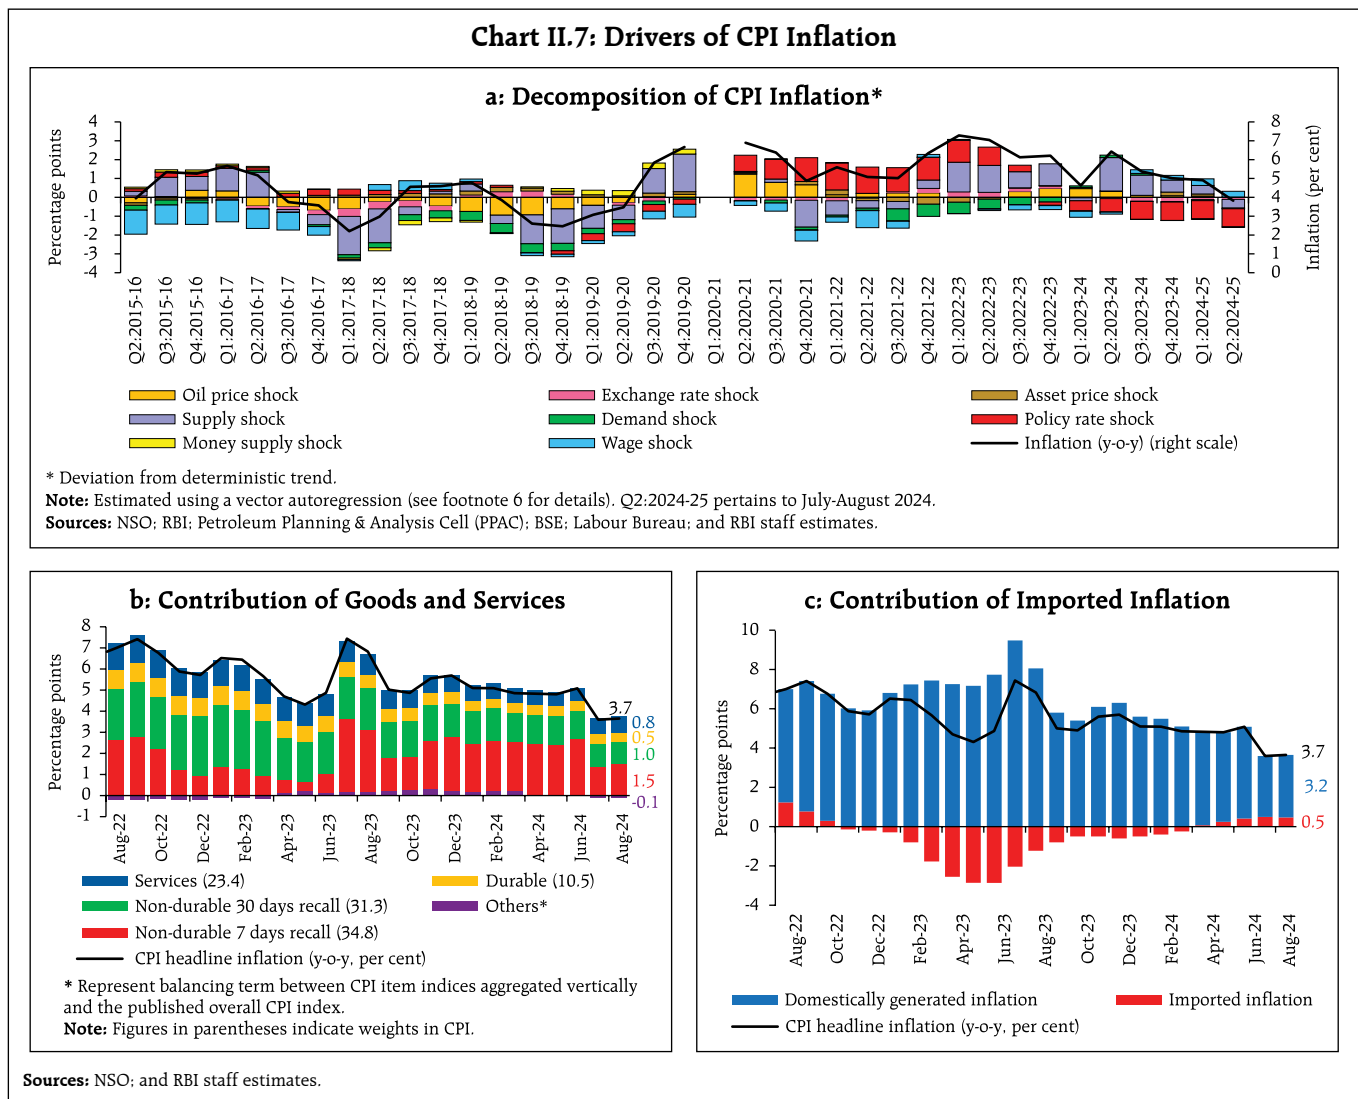 Chart II.7: Drivers of CPI Inflation
a: Decomposition of CPI Inflation*
Percentage points
4
3
2
1
0
-1
-2
-3
-4
8
7
6
5
4
3
2
1
0
Inflation (per cent)
Q2:2015-16
Q3:2015-16
Q4:2015-16
Q1:2016-17
Q2:2016-17
Q3:2016-17
Q4:2016-17
Q1:2017-18
Q2:2017-18
Q3:2017-18
Q4:2017-18
Q1:2018-19
Q2:2018-19
Q3:2018-19
Q4:2018-19
Q1:2019-20
Q2:2019-20
Q3:2019-20
Q4:2019-20
Q1:2020-21
Q2:2020-21
Q3:2020-21
Q4:2020-21
Q1:2021-22
Q2:2021-22
Q3:2021-22
Q4:2021-22
Q1:2022-23
Q2:2022-23
Q3:2022-23
Q4:2022-23
Q1:2023-24
Q2:2023-24
Q3:2023-24
Q4:2023-24
Q1:2024-25
Q2:2024-25
Oil price shock
Exchange rate shock
Asset price shock
Supply shock
Demand shock
Policy rate shock
Money supply shock
Wage shock
Inflation (y-o-y) (right scale)
* Deviation from deterministic trend.
Note: Estimated using a vector autoregression (see footnote 6 for details). Q2:2024-25 pertains to July-August 2024.
Sources: NSO; RBI; Petroleum Planning & Analysis Cell (PPAC); BSE; Labour Bureau; and RBI staff estimates.
b: Contribution of Goods and Services
Percentage points
8
7
6
5
4
3
2
1
0
-1
3.7
0.8
0.5
1.0
1.5
-0.1
Aug-22
Oct-22
Dec-22
Feb-23
Apr-23
Jun-23
Aug-23
Oct-23
Dec-23
Feb-24
Apr-24
Jun-24
Aug-24
Services (23.4)
Durable (10.5)
Non-durable 30 days recall (31.3)
Others*
Non-durable 7 days recall (34.8)
CPI headline inflation (y-o-y, per cent)
* Represent balancing term between CPI item indices aggregated vertically
and the published overall CPI index.
Note: Figures in parentheses indicate weights in CPI.
c: Contribution of Imported Inflation
Percentage points
10
8
6
4
2
0
-2
-4
3.7
3.2
0.5
Aug-22
Oct-22
Dec-22
Feb-23
Apr-23
Jun-23
Aug-23
Oct-23
Dec-23
Feb-24
Apr-24
Jun-24
Aug-24
Domestically generated inflation
Imported inflation
CPI headline inflation (y-o-y, per cent)
Sources: NSO; and RBI staff estimates.